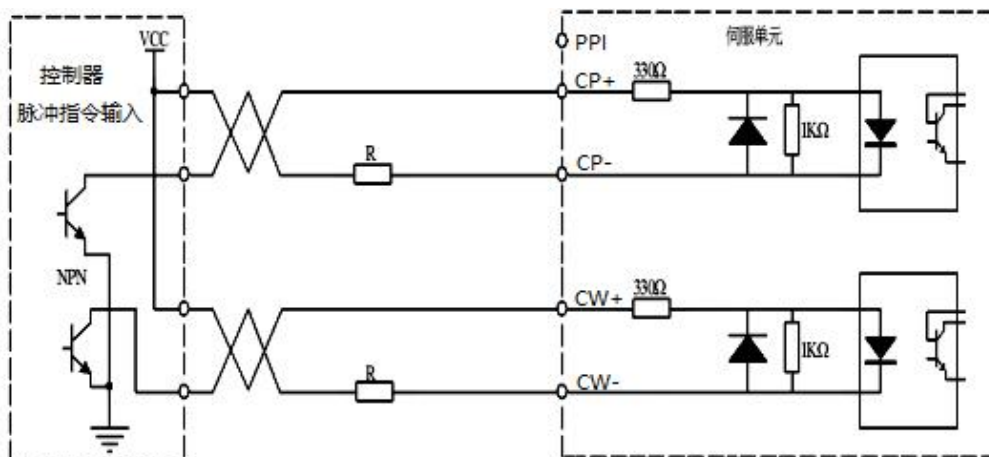 VCC
控制器
脉冲指令输入
NPN
R
R
伺服单元
PPI
CP+
330Ω
1KΩ
CP-
CW+
330Ω
1KΩ
CW-